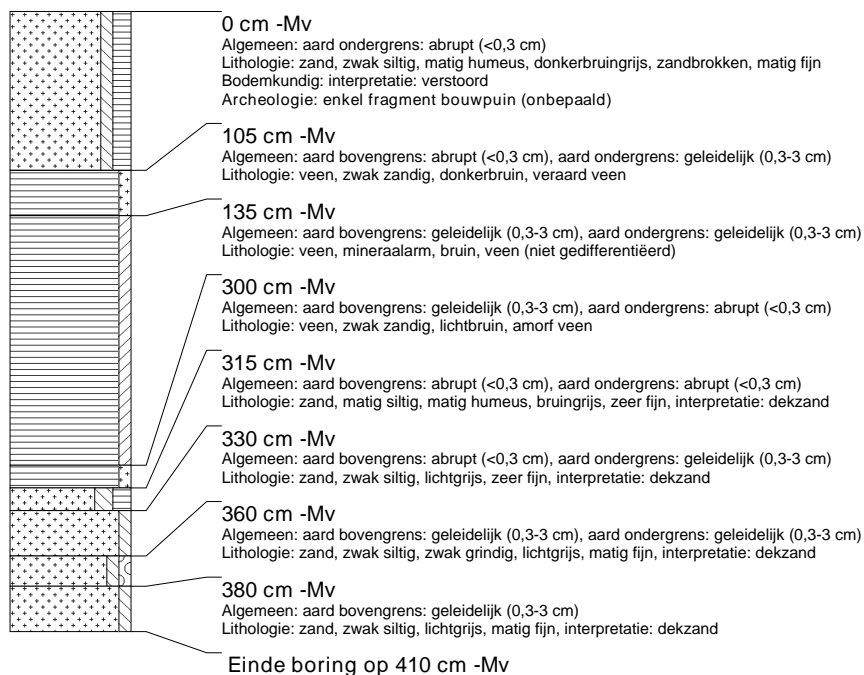 0 cm -Mv
Algemeen: aard ondergrens: abrupt (<0,3 cm)
Lithologie: zand, zwak siltig, matig humeus, donkerbruingrijs, zandbrokken, matig fijn
Bodemkundig: interpretatie: verstoord
Archeologie: enkel fragment bouwpuin (onbepaald)
105 cm -Mv
Algemeen: aard bovengrens: abrupt (<0,3 cm), aard ondergrens: geleidelijk (0,3-3 cm)
Lithologie: veen, zwak zandig, donkerbruin, veraard veen
135 cm -Mv
Algemeen: aard bovengrens: geleidelijk (0,3-3 cm), aard ondergrens: geleidelijk (0,3-3 cm)
Lithologie: veen, mineraalarm, bruin, veen (niet gedifferentiëerd)
300 cm -Mv
Algemeen: aard bovengrens: geleidelijk (0,3-3 cm), aard ondergrens: abrupt (<0,3 cm)
Lithologie: veen, zwak zandig, lichtbruin, amorf veen
315 cm -Mv
Algemeen: aard bovengrens: abrupt (<0,3 cm), aard ondergrens: abrupt (<0,3 cm)
Lithologie: zand, matig siltig, matig humeus, bruingrijs, zeer fijn, interpretatie: dekzand
330 cm -Mv
Algemeen: aard bovengrens: abrupt (<0,3 cm), aard ondergrens: geleidelijk (0,3-3 cm)
Lithologie: zand, zwak siltig, lichtgrijs, zeer fijn, interpretatie: dekzand
360 cm -Mv
Algemeen: aard bovengrens: geleidelijk (0,3-3 cm), aard ondergrens: geleidelijk (0,3-3 cm)
Lithologie: zand, zwak siltig, zwak grindig, lichtgrijs, matig fijn, interpretatie: dekzand
380 cm -Mv
Algemeen: aard bovengrens: geleidelijk (0,3-3 cm)
Lithologie: zand, zwak siltig, lichtgrijs, matig fijn, interpretatie: dekzand
Einde boring op 410 cm -Mv